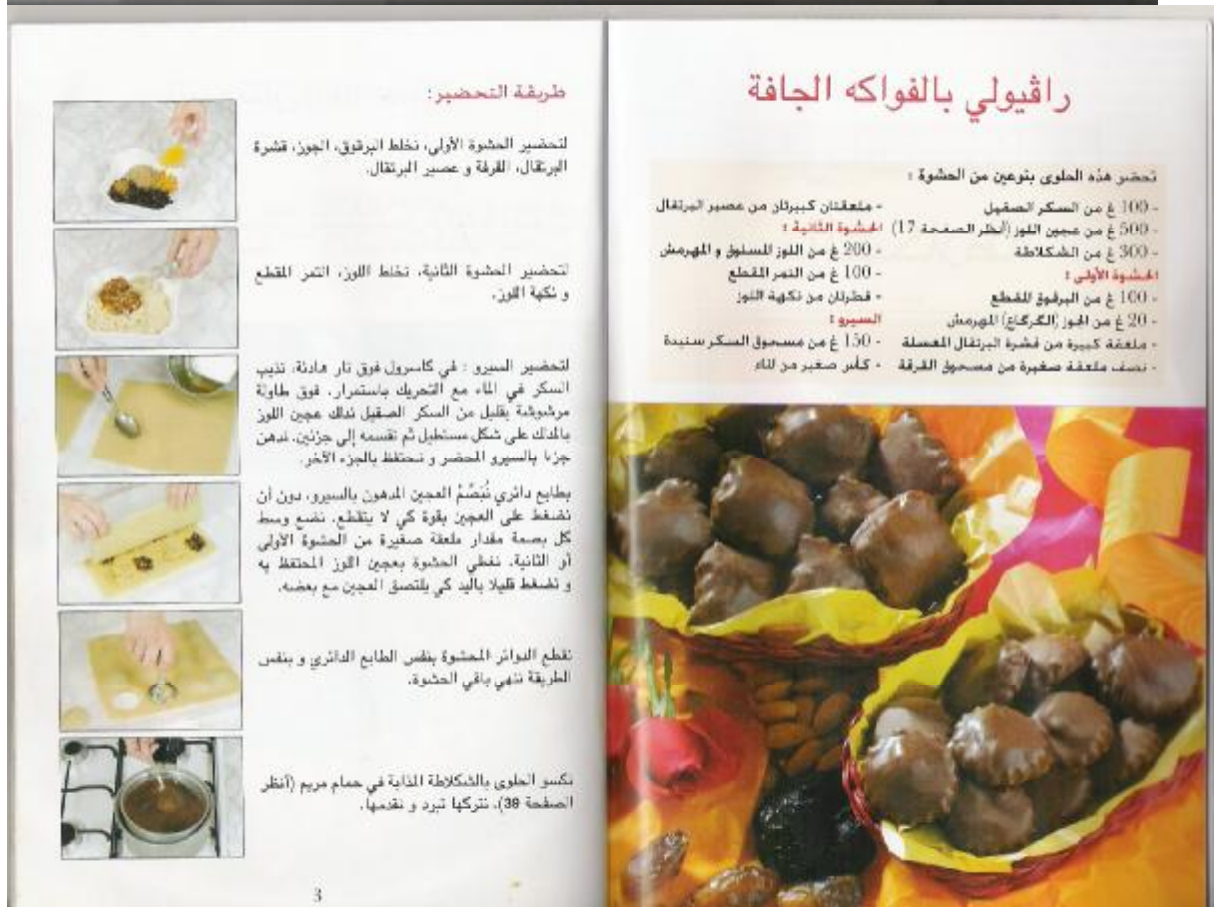 راڤيولي بالفواكه الجافة
تحضر هذه الحلوى بنوعين من الحشوة :
- 100 غ من السكر الصقيل
- 500 غ من عجين اللوز (أنظر الصفحة 17)
- 300 غ من الشكلاطة
الحشوة الأولى :
- 100 غ من البرقوق المقطع
- 20 غ من الجوز (الگرگاع) المهرمش
- ملعقة كبيرة من قشرة البرتقال المعسلة
- نصف ملعقة صغيرة من مسحوق القرفة
- ملعقتان كبيرتان من عصير البرتقال
الحشوة الثانية :
- 200 غ من اللوز المسلوق و المهرمش
- 100 غ من التمر المقطع
- قطرتان من نكهة اللوز
السيرو :
- 150 غ من مسحوق السكر سنيدة
- كأس صغير من الماء
طريقة التحضير :
لتحضير الحشوة الأولى، نخلط البرقوق، الجوز، قشرة
البرتقال، القرفة و عصير البرتقال.
لتحضير الحشوة الثانية، نخلط اللوز، التمر المقطع
و نكهة اللوز.
لتحضير السيرو : في كاسرول فوق نار هادئة، نذيب
السكر في الماء مع التحريك باستمرار. فوق طاولة
مرشوشة بقليل من السكر الصقيل ندلك عجين اللوز
بالمدلك على شكل مستطيل ثم نقسمه إلى جزئين. ندهن
جزءا بالسيرو المحضر و نحتفظ بالجزء الآخر.
بطابع دائري نُبَصِّمُ العجين المدهون بالسيرو، دون أن
نضغط على العجين بقوة كي لا يتقطع. نضع وسط
كل بصمة مقدار ملعقة صغيرة من الحشوة الأولى
أو الثانية. نغطي الحشوة بعجين اللوز المحتفظ به
و نضغط قليلا باليد كي يلتصق العجين مع بعضه.
نقطع الدوائر المحشوة بنفس الطابع الدائري و بنفس
الطريقة ننهي باقي الحشوة.
نكسو الحلوى بالشكلاطة المذابة في حمام مريم (أنظر
الصفحة 39). نتركها تبرد و نقدمها.
3